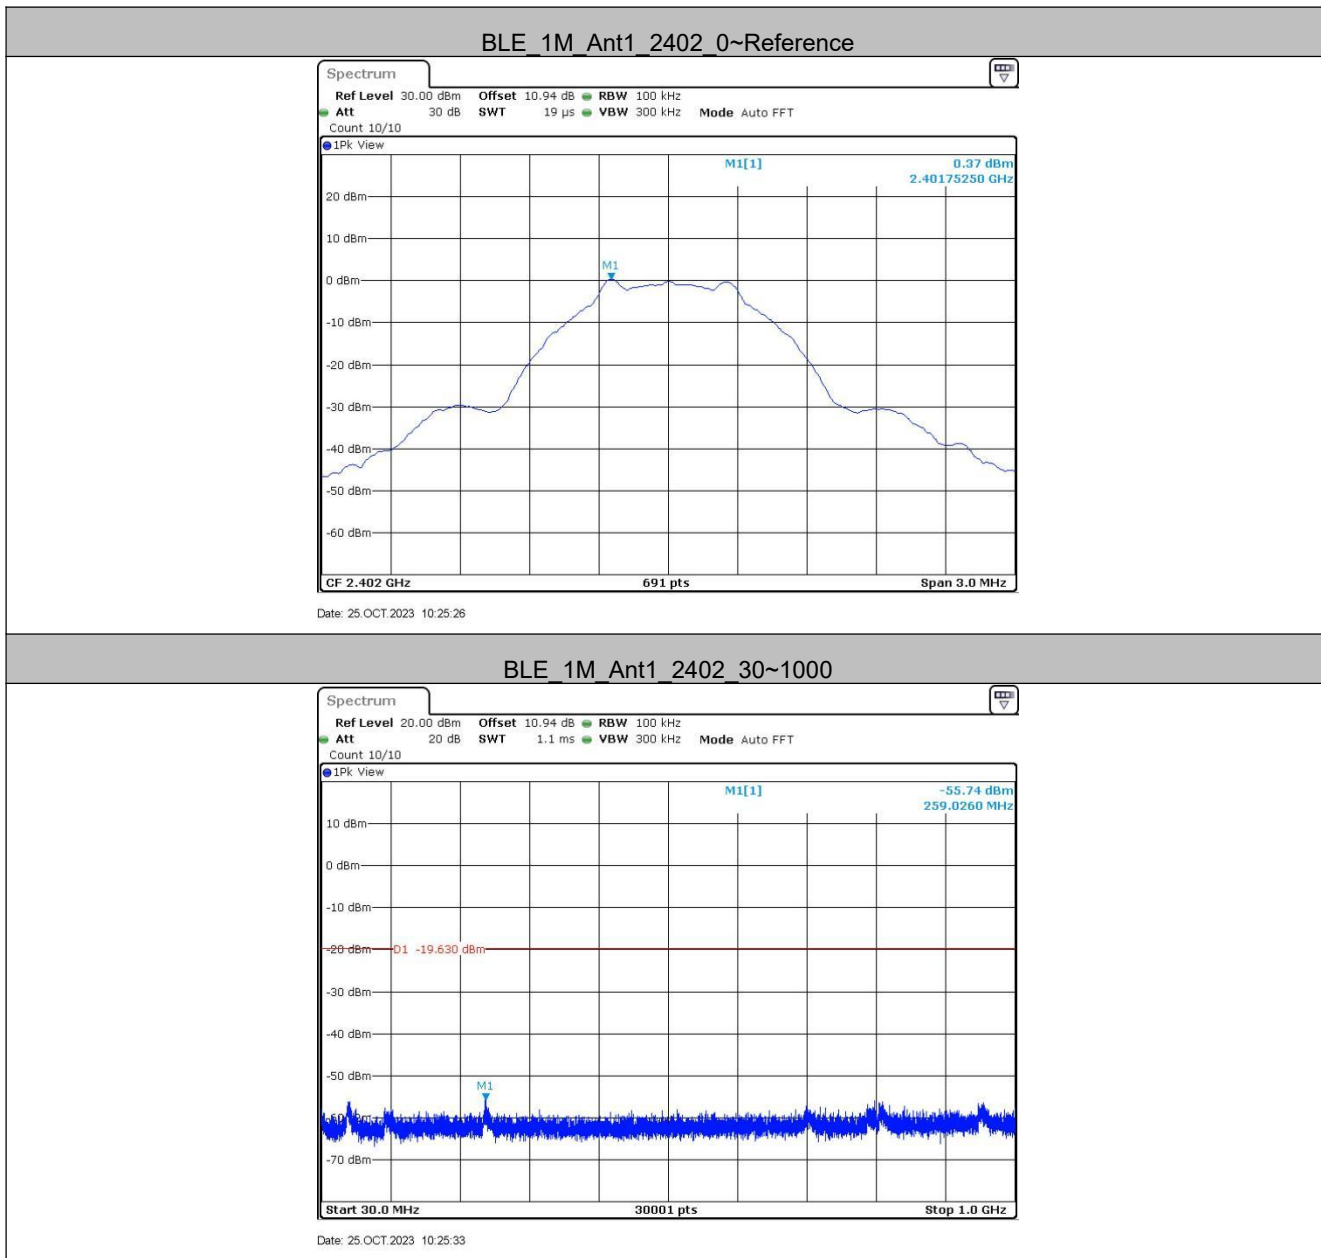 BLE_1M_Ant1_2402_0~Reference
Spectrum
Ref Level 30.00 dBm Offset 10.94 dB RBW 100 kHz
Att 30 dB SWT 19 µs VBW 300 kHz Mode Auto FFT
Count 10/10
1Pk View
M1[1] 0.37 dBm
2.40175250 GHz
20 dBm
10 dBm
M1
0 dBm
-10 dBm
-20 dBm
-30 dBm
-40 dBm
-50 dBm
-60 dBm
CF 2.402 GHz 691 pts Span 3.0 MHz
Date: 25.OCT.2023 10:25:26
BLE_1M_Ant1_2402_30~1000
Spectrum
Ref Level 20.00 dBm Offset 10.94 dB RBW 100 kHz
Att 20 dB SWT 1.1 ms VBW 300 kHz Mode Auto FFT
Count 10/10
1Pk View
M1[1] -55.74 dBm
259.0260 MHz
10 dBm
0 dBm
-10 dBm
-20 dBm D1 -19.630 dBm
-30 dBm
-40 dBm
-50 dBm
M1
-70 dBm
Start 30.0 MHz 30001 pts Stop 1.0 GHz
Date: 25.OCT.2023 10:25:33